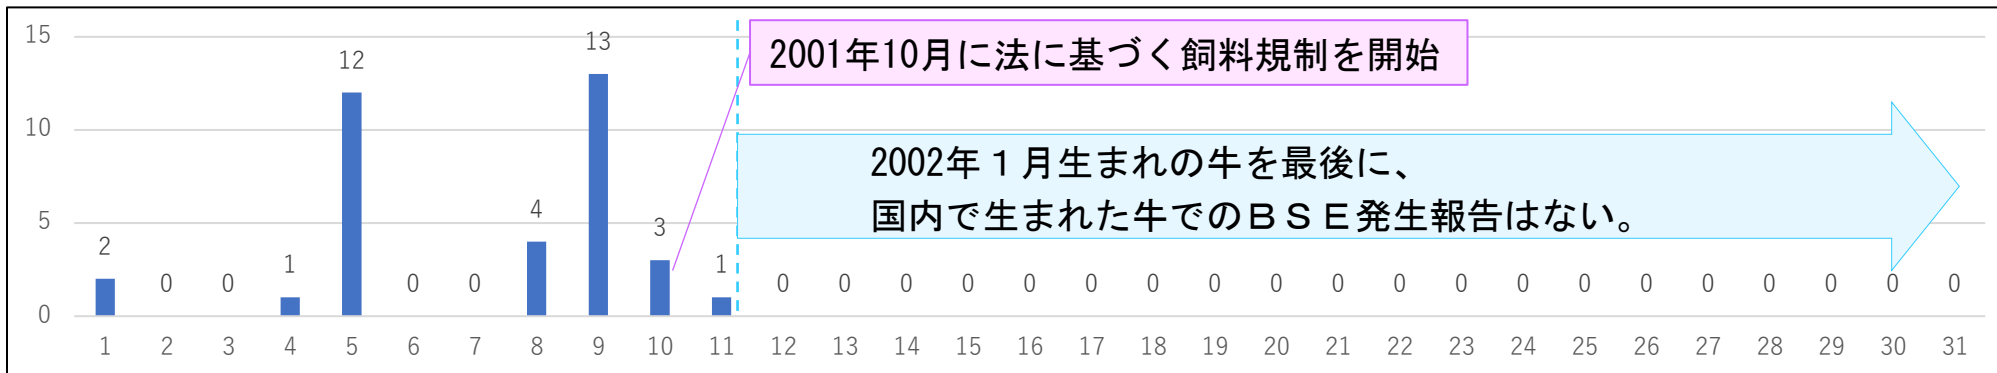 15
10
5
0
2 0 0 1 12 0 0 4 13 3 1 0 0 0 0 0 0 0 0 0 0 0 0 0 0 0 0 0 0 0 0
2001年10月に法に基づく飼料規制を開始
2002年１月生まれの牛を最後に、
国内で生まれた牛でのＢＳＥ発生報告はない。
1 2 3 4 5 6 7 8 9 10 11 12 13 14 15 16 17 18 19 20 21 22 23 24 25 26 27 28 29 30 31